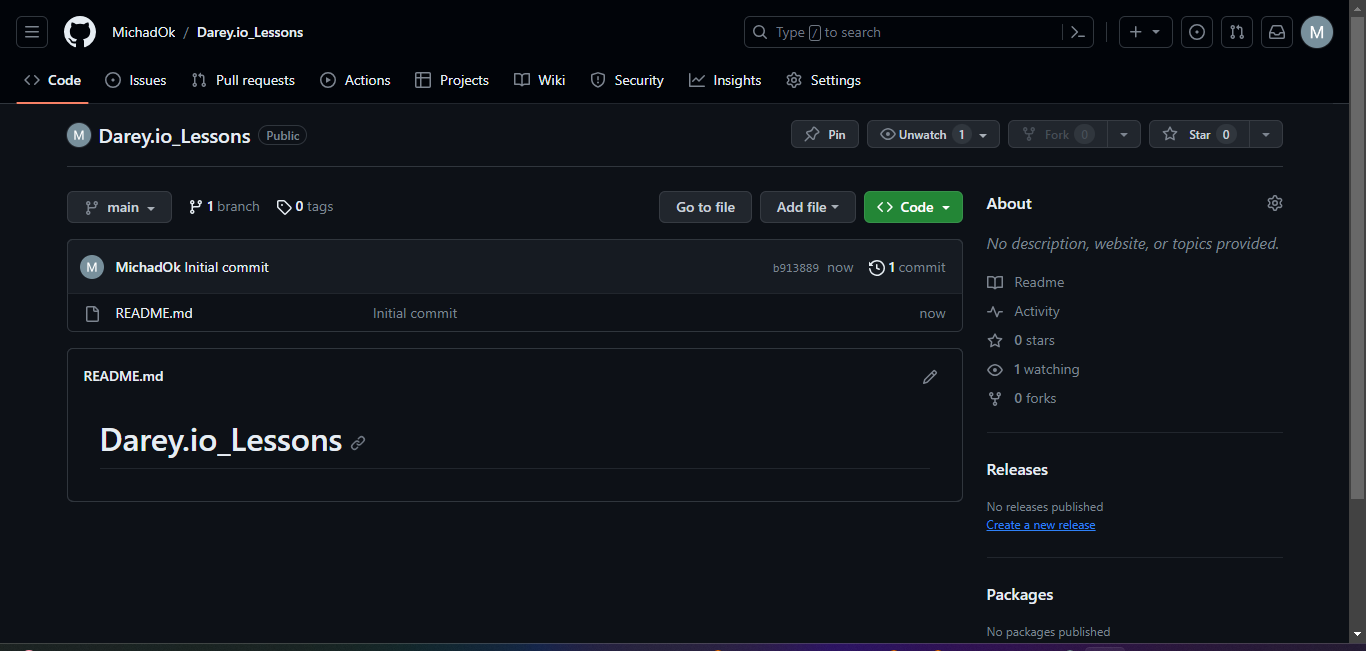 MichadOk / Darey.io_Lessons
Type / to search
M
Code Issues Pull requests Actions Projects Wiki Security Insights Settings
M Darey.io_Lessons Public
Pin Unwatch 1 Fork 0 Star 0
main 1 branch 0 tags
Go to file Add file Code
M MichadOk Initial commit b913889 now 1 commit
README.md Initial commit now
README.md
Darey.io_Lessons
About
No description, website, or topics provided.
Readme
Activity
0 stars
1 watching
0 forks
Releases
No releases published
Create a new release
Packages
No packages published